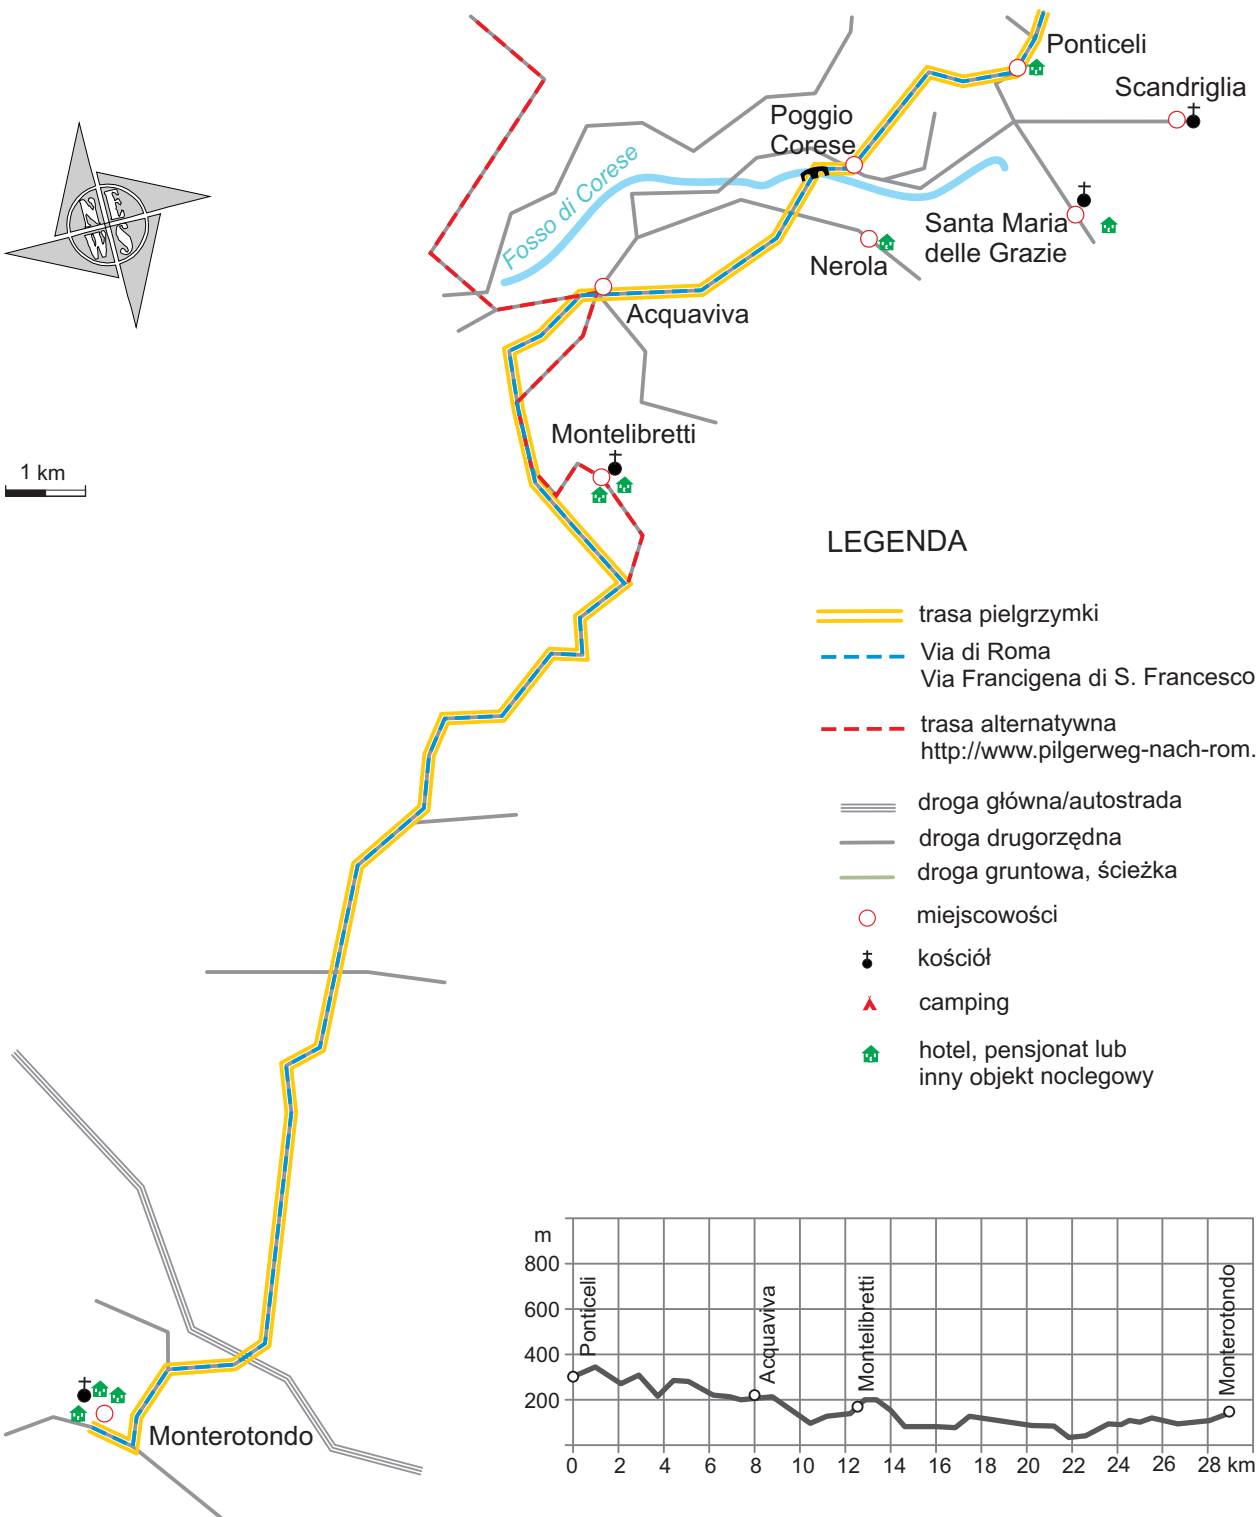 Ponticeli
Scandriglia
Poggio
Corese
Fosso di Corese
Santa Maria
delle Grazie
Nerola
N
E
W
S
Acquaviva
Montelibretti
1 km
LEGENDA
trasa pielgrzymki
Via di Roma
Via Francigena di S. Francesco
trasa alternatywna
http://www.pilgerweg-nach-rom.
droga główna/autostrada
droga drugorzędna
droga gruntowa, ścieżka
miejscowości
kościół
camping
hotel, pensjonat lub
inny objekt noclegowy
Monterotondo
m
800
600
400
200
Ponticeli
Acquaviva
Montelibretti
Monterotondo
0 2 4 6 8 10 12 14 16 18 20 22 24 26 28 km